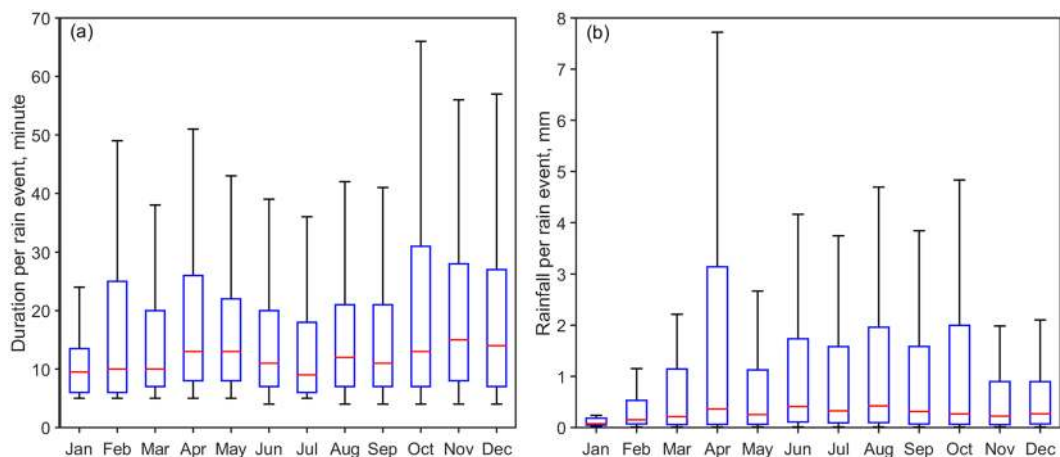 (a)
Duration per rain event, minute
70
60
50
40
30
20
10
0
Jan Feb Mar Apr May Jun Jul Aug Sep Oct Nov Dec
(b)
Rainfall per rain event, mm
8
7
6
5
4
3
2
1
0
Jan Feb Mar Apr May Jun Jul Aug Sep Oct Nov Dec